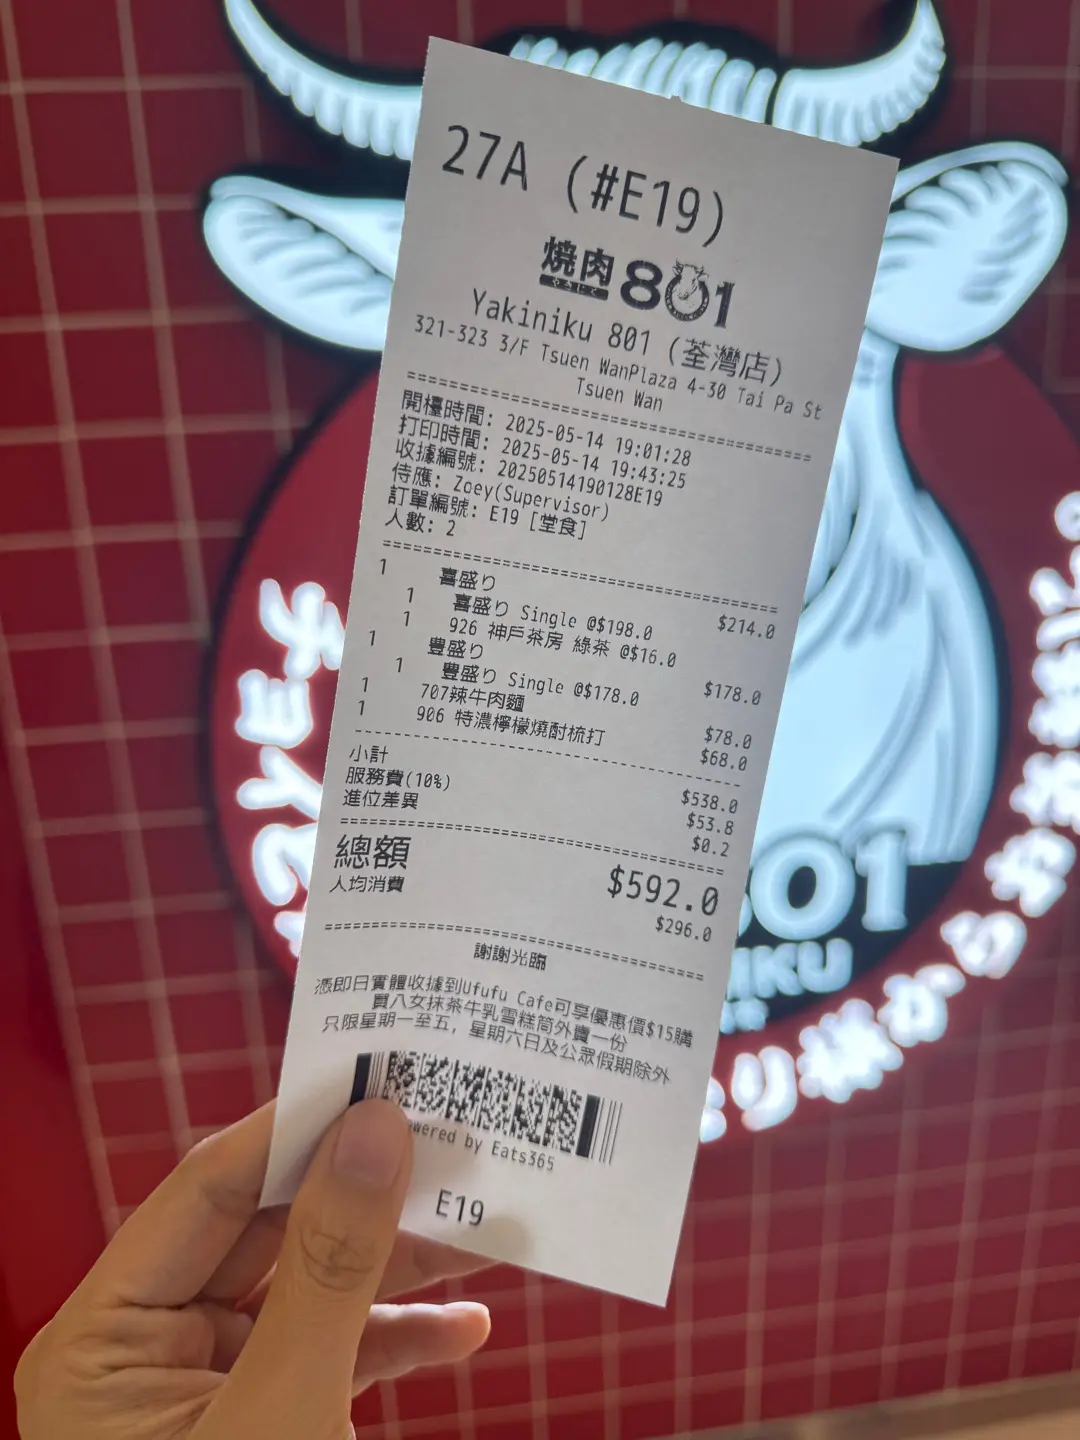 27A (#E19)
燒肉801
やきにく
Yakiniku 801 (荃灣店)
321-323 3/F Tsuen WanPlaza 4-30 Tai Pa St
Tsuen Wan
開檯時間: 2025-05-14 19:01:28
打印時間: 2025-05-14 19:43:25
收據編號: 20250514190128E19
侍應: Zoey(Supervisor)
訂單編號: E19 [堂食]
人數: 2
1 喜盛り $214.0
1 喜盛り Single @$198.0
1 926 神戶茶房 綠茶 @$16.0
1 豊盛り $178.0
1 豊盛り Single @$178.0
1 707辣牛肉麵 $78.0
1 906 特濃檸檬燒酎梳打 $68.0
小計 $538.0
服務費(10%) $53.8
進位差異 $0.2
總額 $592.0
人均消費 $296.0
謝謝光臨
憑即日實體收據到Ufufu Cafe可享優惠價$15購
買八女抹茶牛乳雪糕筒外賣一份
只限星期一至五, 星期六日及公眾假期除外
wered by Eats365
E19
801
IKU